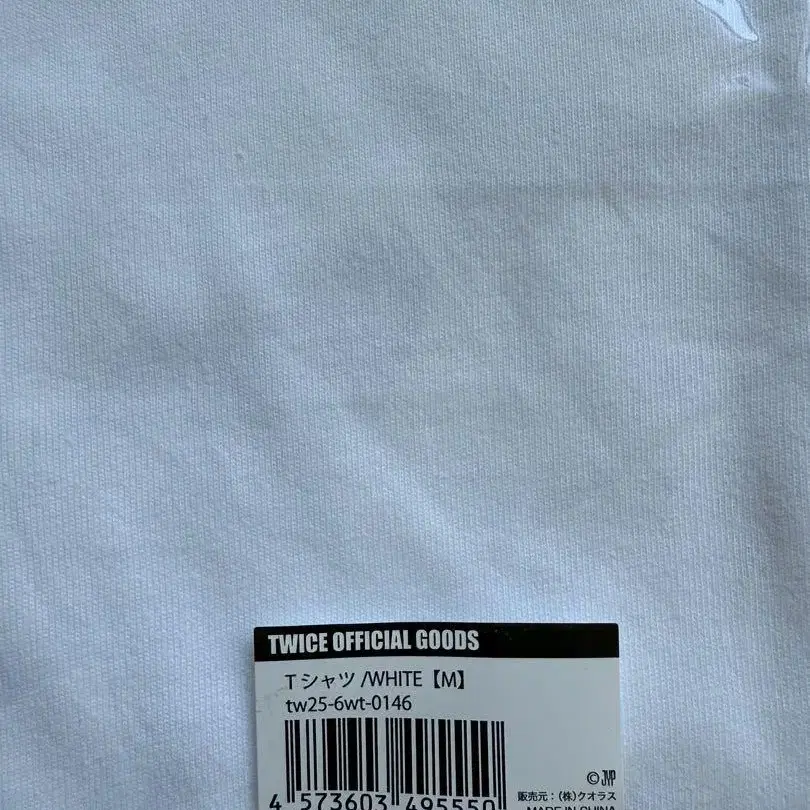 TWICE OFFICIAL GOODS
Tシャツ /WHITE【M】
tw25-6wt-0146
©JYP
4 573603 495550
販売元：(株)クオラス
MADE IN CHINA